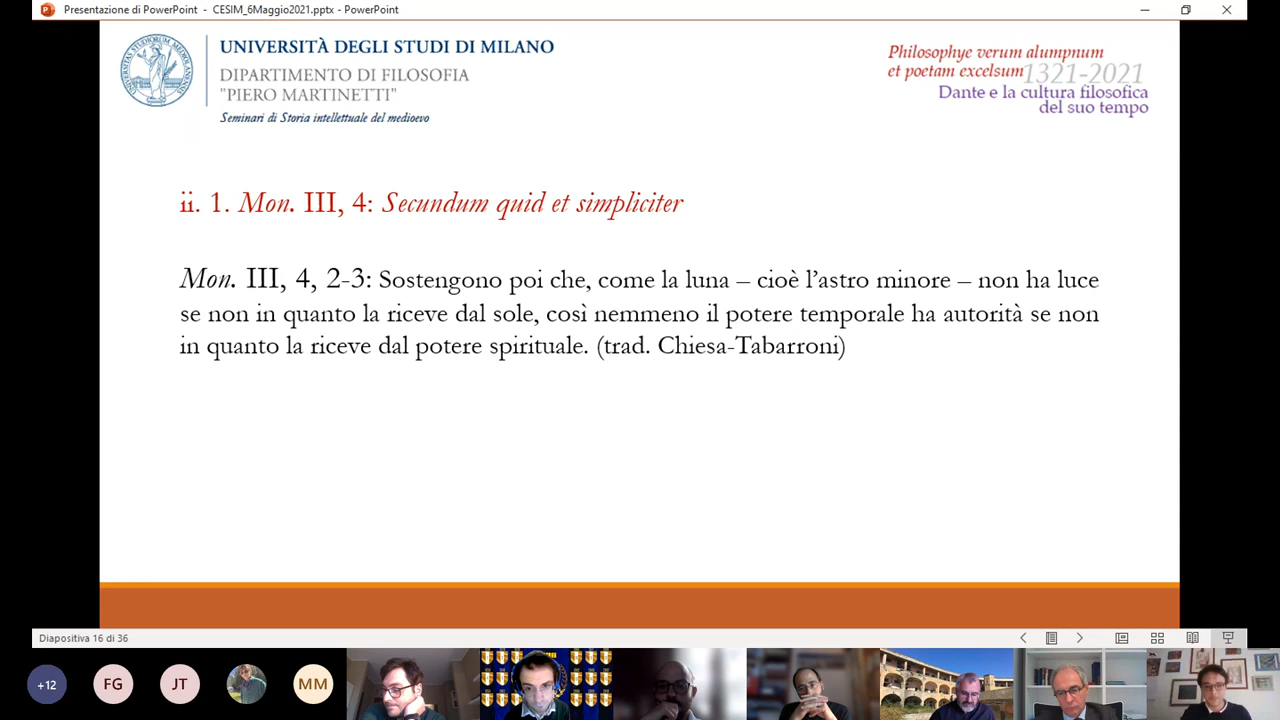 Presentazione di PowerPoint - CESIM_6Maggio2021.pptx - PowerPoint
UNIVERSITÀ DEGLI STUDI DI MILANO
DIPARTIMENTO DI FILOSOFIA
"PIERO MARTINETTI"
Seminari di Storia intellettuale del medioevo
Philosophye verum alumpnum
et poetam excelsum 1321-2021
Dante e la cultura filosofica
del suo tempo
ii. 1. Mon. III, 4: Secundum quid et simpliciter
Mon. III, 4, 2-3: Sostengono poi che, come la luna – cioè l’astro minore – non ha luce
se non in quanto la riceve dal sole, così nemmeno il potere temporale ha autorità se non
in quanto la riceve dal potere spirituale. (trad. Chiesa-Tabarroni)
Diapositiva 16 di 36
+12 FG JT MM